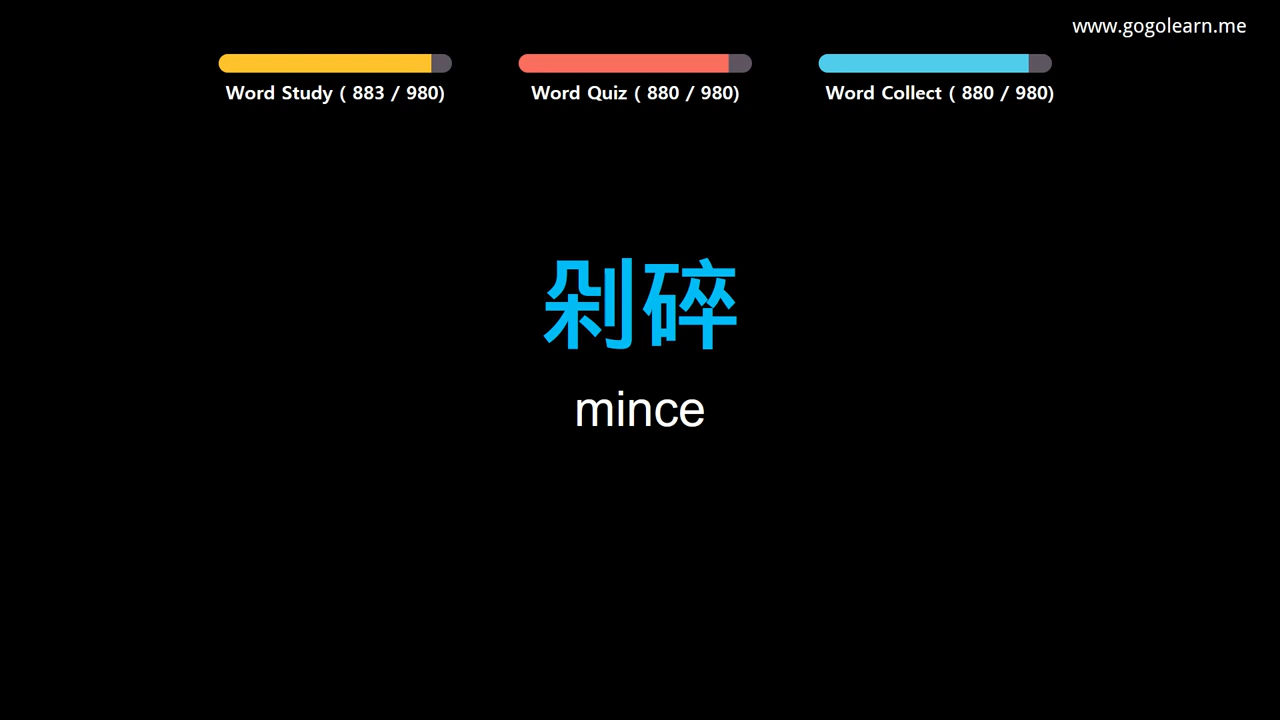 www.gogolearn.me
Word Study ( 883 / 980)
Word Quiz ( 880 / 980)
Word Collect ( 880 / 980)
剁碎
mince